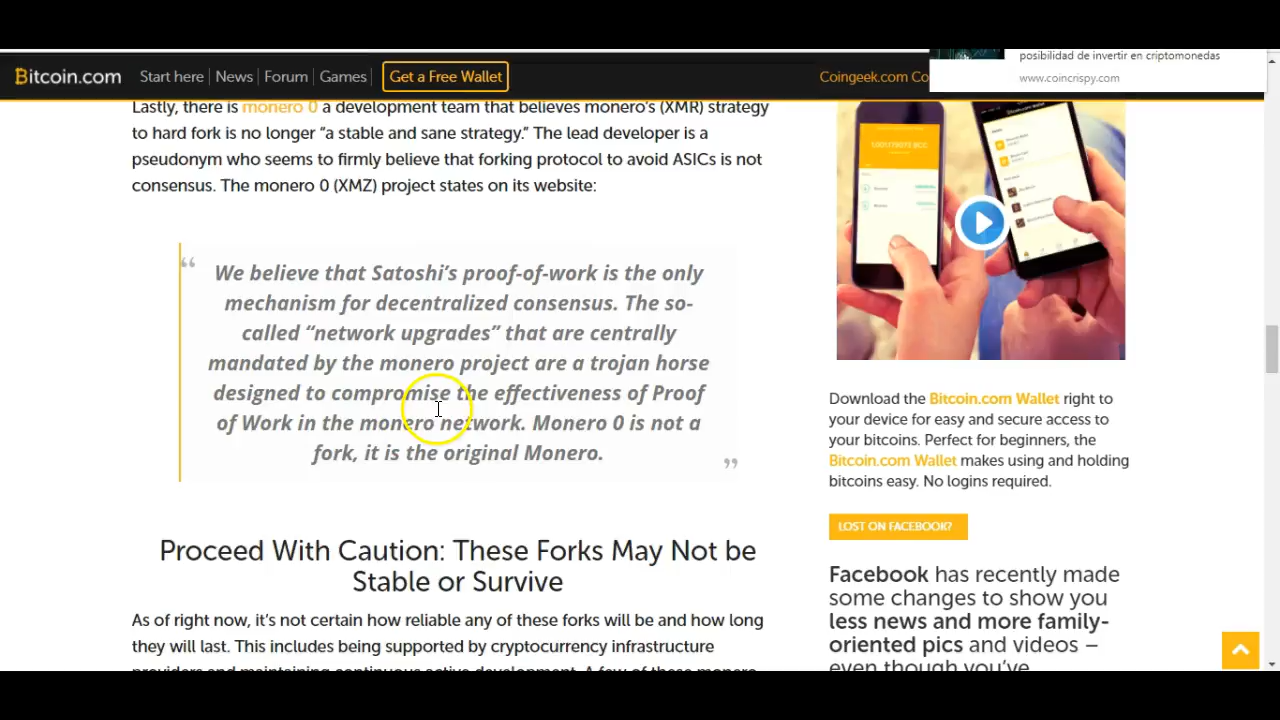 posibilidad de invertir en criptomonedas
www.coincrispy.com
Bitcoin.com
Start here
News
Forum
Games
Get a Free Wallet
Coingeek.com Co
Lastly, there is monero 0 a development team that believes monero's (XMR) strategy
to hard fork is no longer “a stable and sane strategy.” The lead developer is a
pseudonym who seems to firmly believe that forking protocol to avoid ASICs is not
consensus. The monero 0 (XMZ) project states on its website:
“
We believe that Satoshi's proof-of-work is the only
mechanism for decentralized consensus. The so-
called “network upgrades” that are centrally
mandated by the monero project are a trojan horse
designed to compromise the effectiveness of Proof
of Work in the monero network. Monero 0 is not a
fork, it is the original Monero.
”
Proceed With Caution: These Forks May Not be
Stable or Survive
As of right now, it's not certain how reliable any of these forks will be and how long
they will last. This includes being supported by cryptocurrency infrastructure
Download the Bitcoin.com Wallet right to
your device for easy and secure access to
your bitcoins. Perfect for beginners, the
Bitcoin.com Wallet makes using and holding
bitcoins easy. No logins required.
LOST ON FACEBOOK?
Facebook has recently made
some changes to show you
less news and more family-
oriented pics and videos –
even though you've